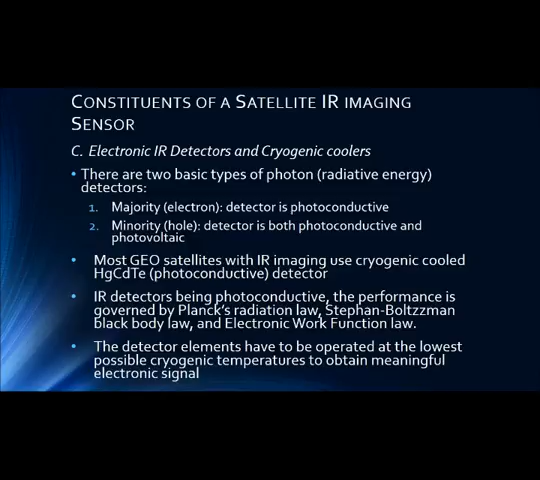 CONSTITUENTS OF A SATELLITE IR IMAGING
SENSOR
C. Electronic IR Detectors and Cryogenic coolers
• There are two basic types of photon (radiative energy)
detectors:
1. Majority (electron): detector is photoconductive
2. Minority (hole): detector is both photoconductive and
photovoltaic
• Most GEO satellites with IR imaging use cryogenic cooled
HgCdTe (photoconductive) detector
• IR detectors being photoconductive, the performance is
governed by Planck's radiation law, Stephan-Boltzzman
black body law, and Electronic Work Function law.
• The detector elements have to be operated at the lowest
possible cryogenic temperatures to obtain meaningful
electronic signal